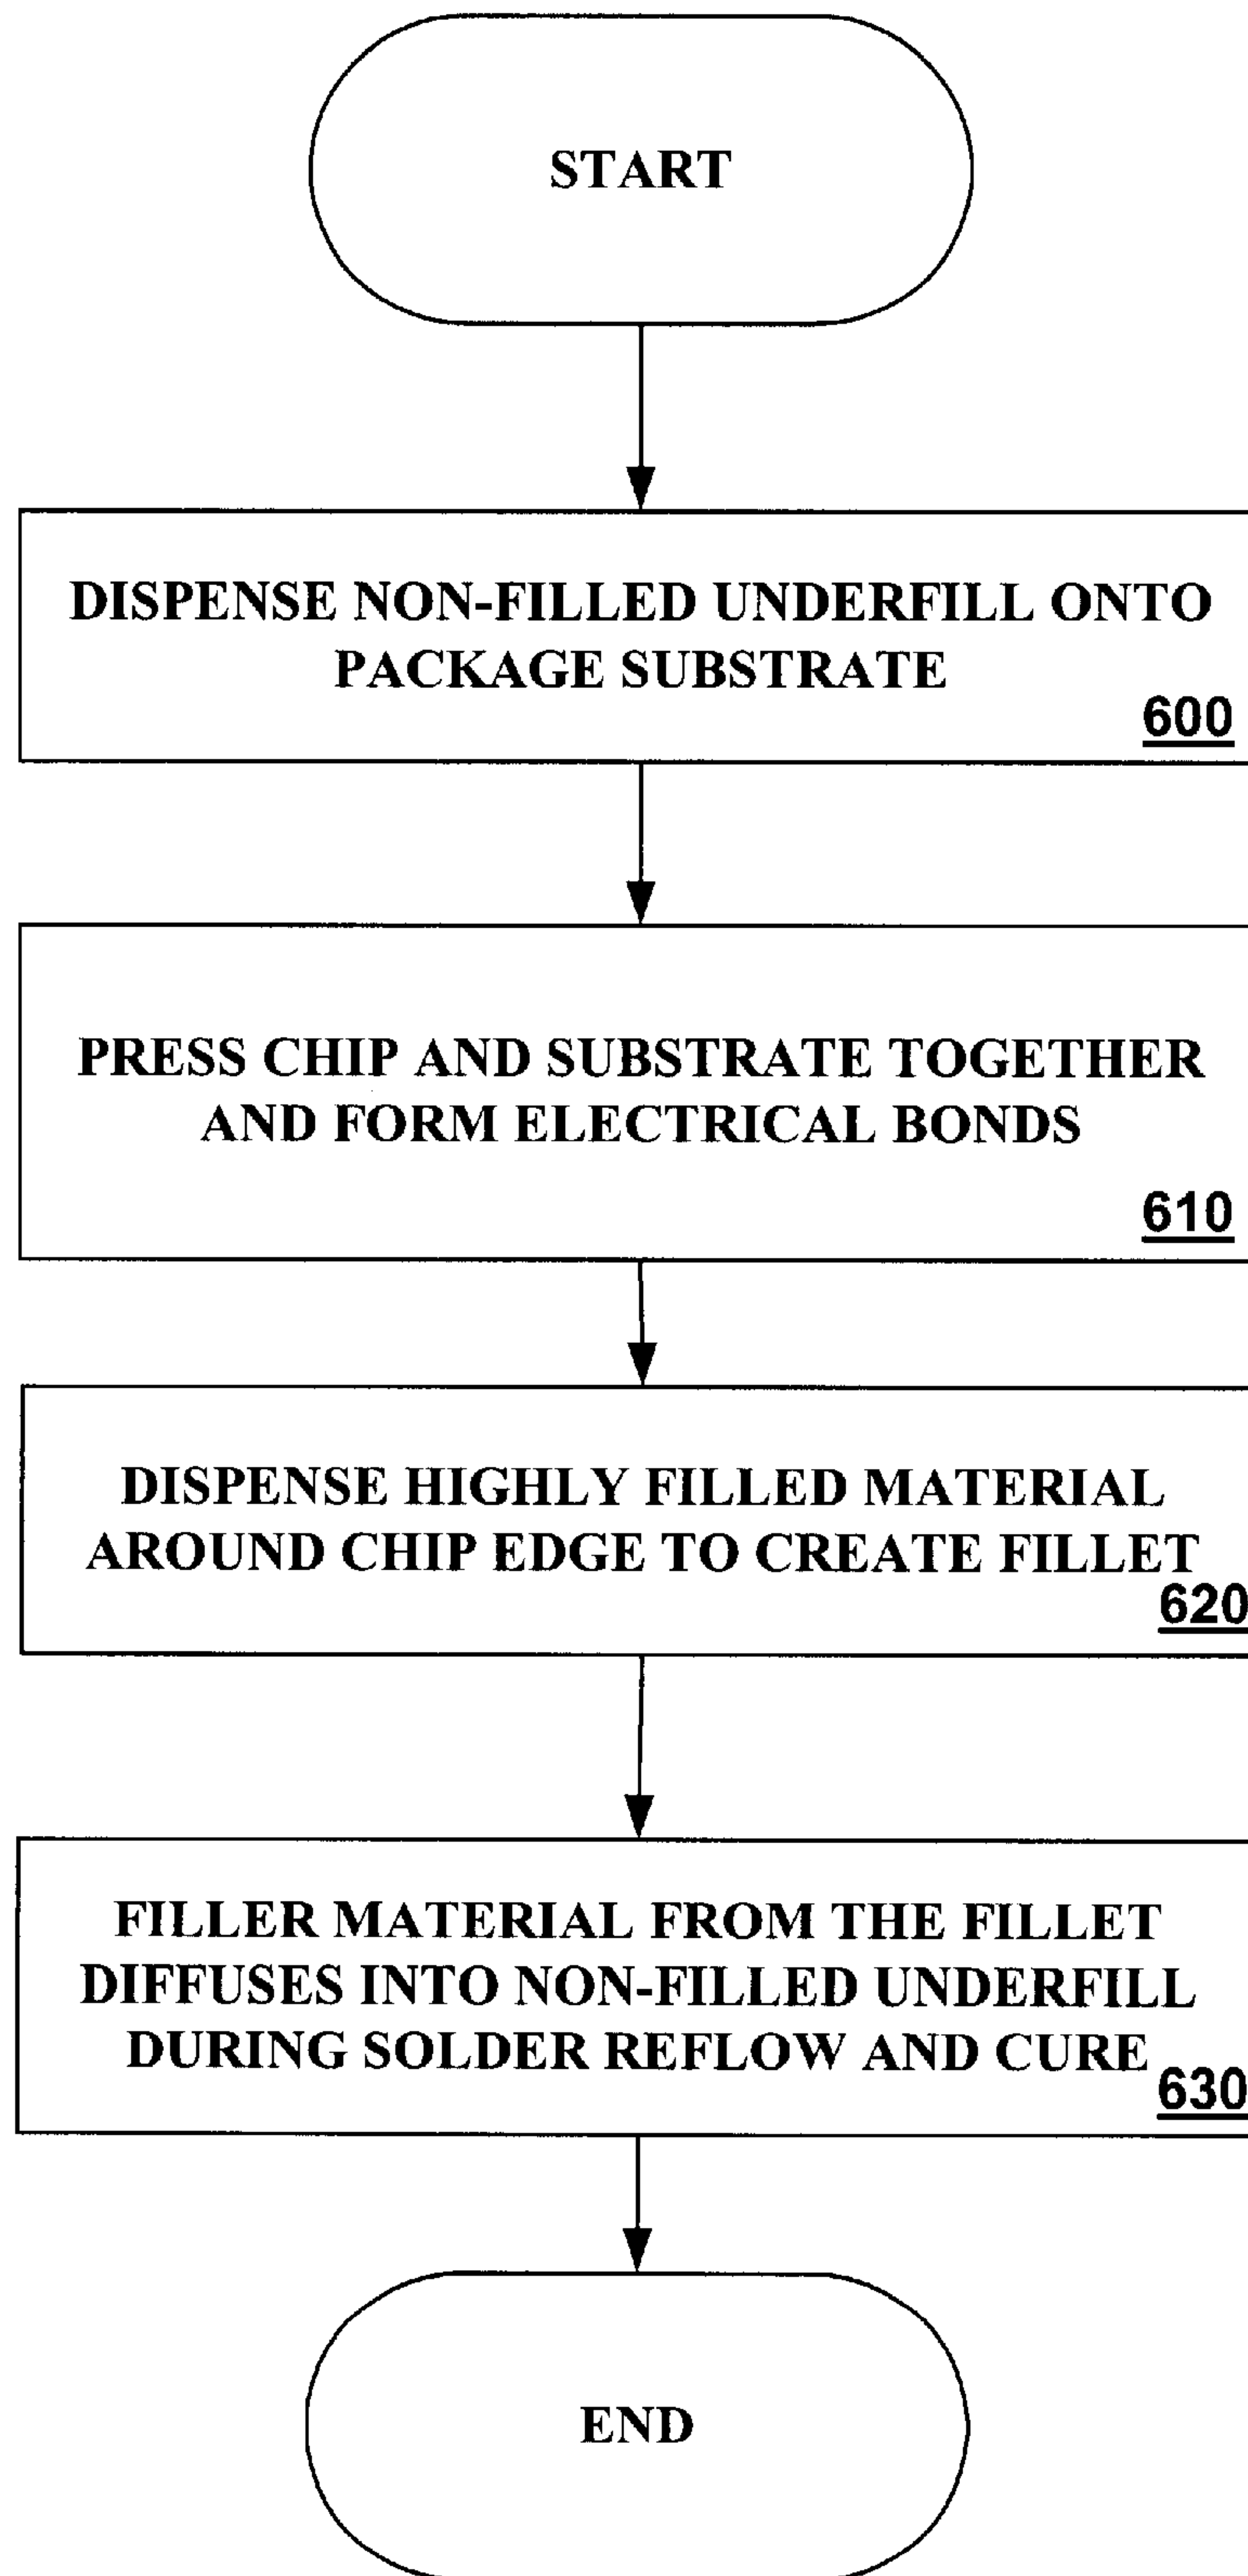 START
DISPENSE NON-FILLED UNDERFILL ONTO
PACKAGE SUBSTRATE
600
PRESS CHIP AND SUBSTRATE TOGETHER
AND FORM ELECTRICAL BONDS
610
DISPENSE HIGHLY FILLED MATERIAL
AROUND CHIP EDGE TO CREATE FILLET
620
FILLER MATERIAL FROM THE FILLET
DIFFUSES INTO NON-FILLED UNDERFILL
DURING SOLDER REFLOW AND CURE
630
END